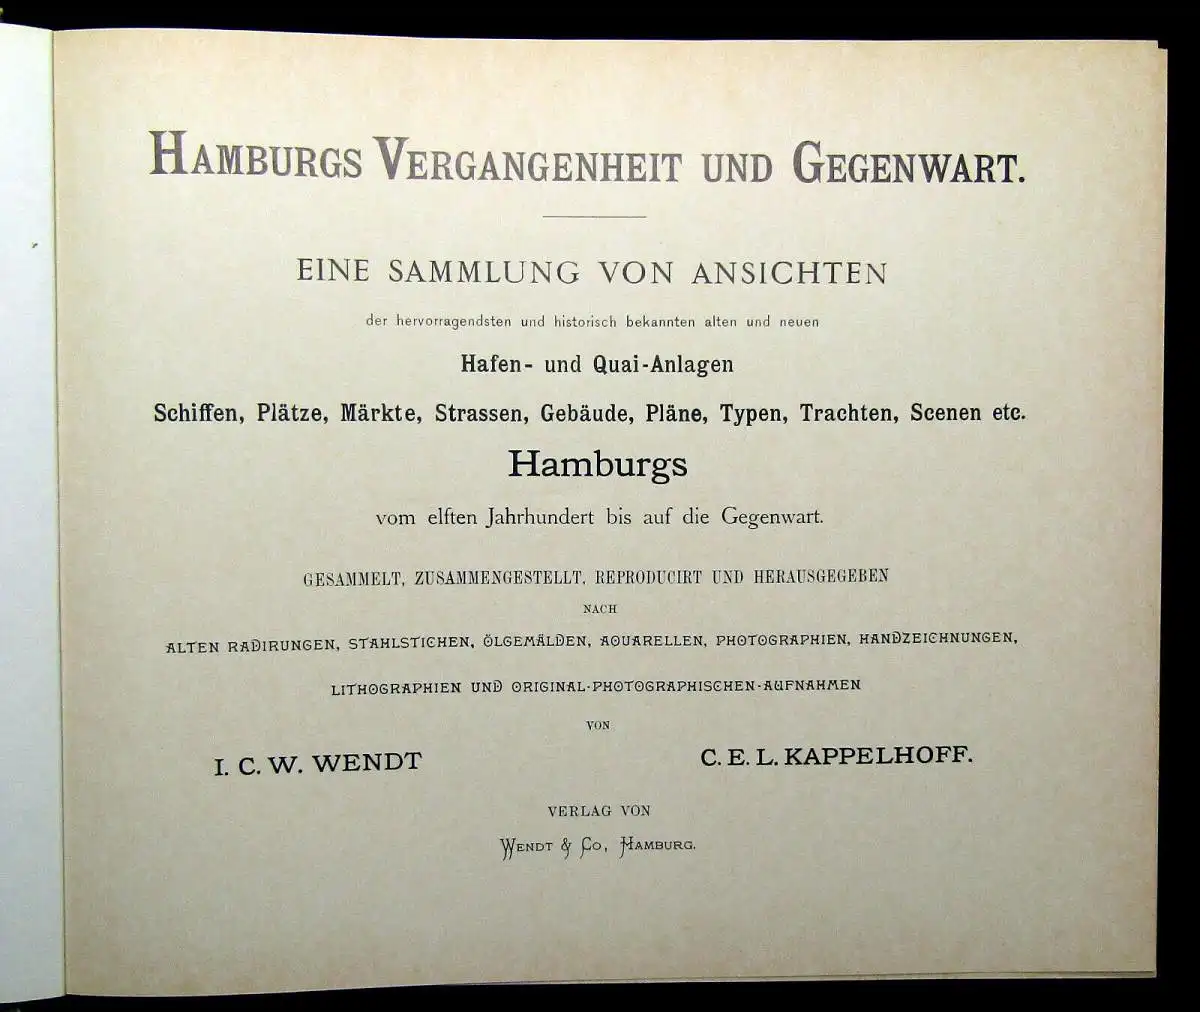 HAMBURGS VERGANGENHEIT UND GEGENWART.
EINE SAMMLUNG VON ANSICHTEN
der hervorragendsten und historisch bekannten alten und neuen
Hafen- und Quai-Anlagen
Schiffen, Plätze, Märkte, Strassen, Gebäude, Pläne, Typen, Trachten, Scenen etc.
Hamburgs
vom elften Jahrhundert bis auf die Gegenwart.
GESAMMELT, ZUSAMMENGESTELLT, REPRODUCIRT UND HERAUSGEGEBEN
NACH
ALTEN RADIRUNGEN, STAHLSTICHEN, ÖLGEMÄLDEN, AQUARELLEN, PHOTOGRAPHIEN, HANDZEICHNUNGEN,
LITHOGRAPHIEN UND ORIGINAL-PHOTOGRAPHISCHEN-AUFNAHMEN
VON
I. C. W. WENDT C. E. L. KAPPELHOFF.
VERLAG VON
WENDT & CO, HAMBURG.